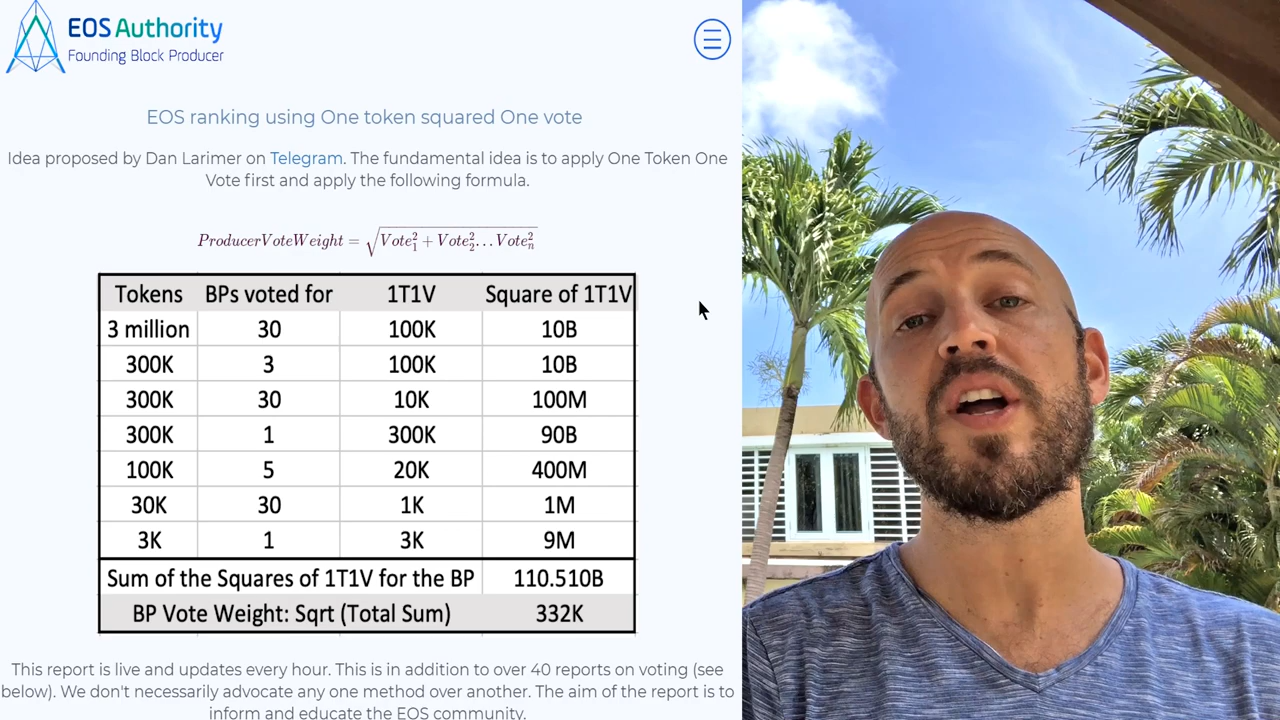 EOS Authority
Founding Block Producer
EOS ranking using One token squared One vote
Idea proposed by Dan Larimer on Telegram. The fundamental idea is to apply One Token One
Vote first and apply the following formula.
ProducerVoteWeight = √Vote₁² + Vote₂²...Voteₙ²
Tokens BPs voted for 1T1V Square of 1T1V
3 million 30 100K 10B
300K 3 100K 10B
300K 30 10K 100M
300K 1 300K 90B
100K 5 20K 400M
30K 30 1K 1M
3K 1 3K 9M
Sum of the Squares of 1T1V for the BP 110.510B
BP Vote Weight: Sqrt (Total Sum) 332K
This report is live and updates every hour. This is in addition to over 40 reports on voting (see
below). We don't necessarily advocate any one method over another. The aim of the report is to
inform and educate the EOS community.